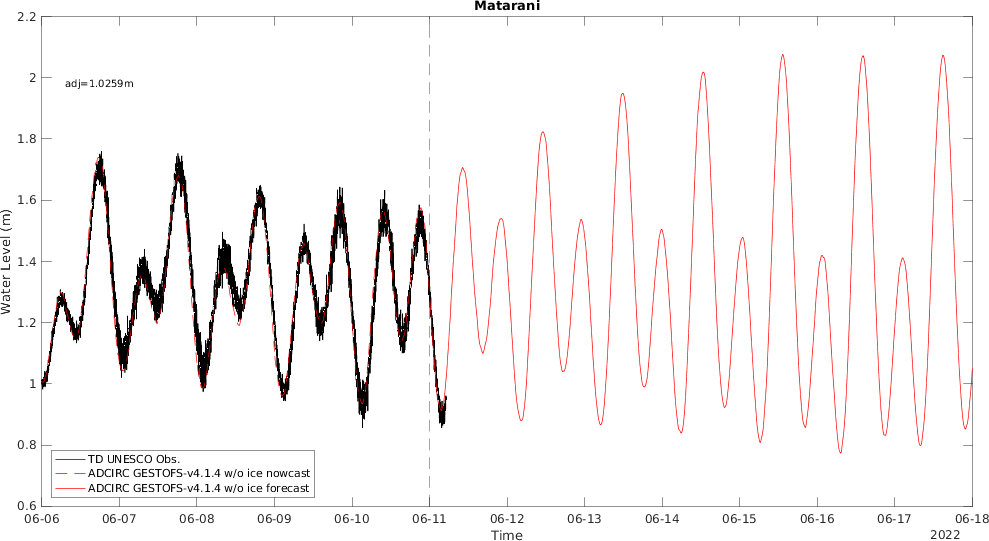 Matarani
2.2
2
1.8
1.6
1.4
1.2
1
0.8
0.6
Water Level (m)
adj=1.0259m
TD UNESCO Obs.
ADCIRC GESTOFS-v4.1.4 w/o ice nowcast
ADCIRC GESTOFS-v4.1.4 w/o ice forecast
06-06 06-07 06-08 06-09 06-10 06-11 06-12 06-13 06-14 06-15 06-16 06-17 06-18
Time
2022